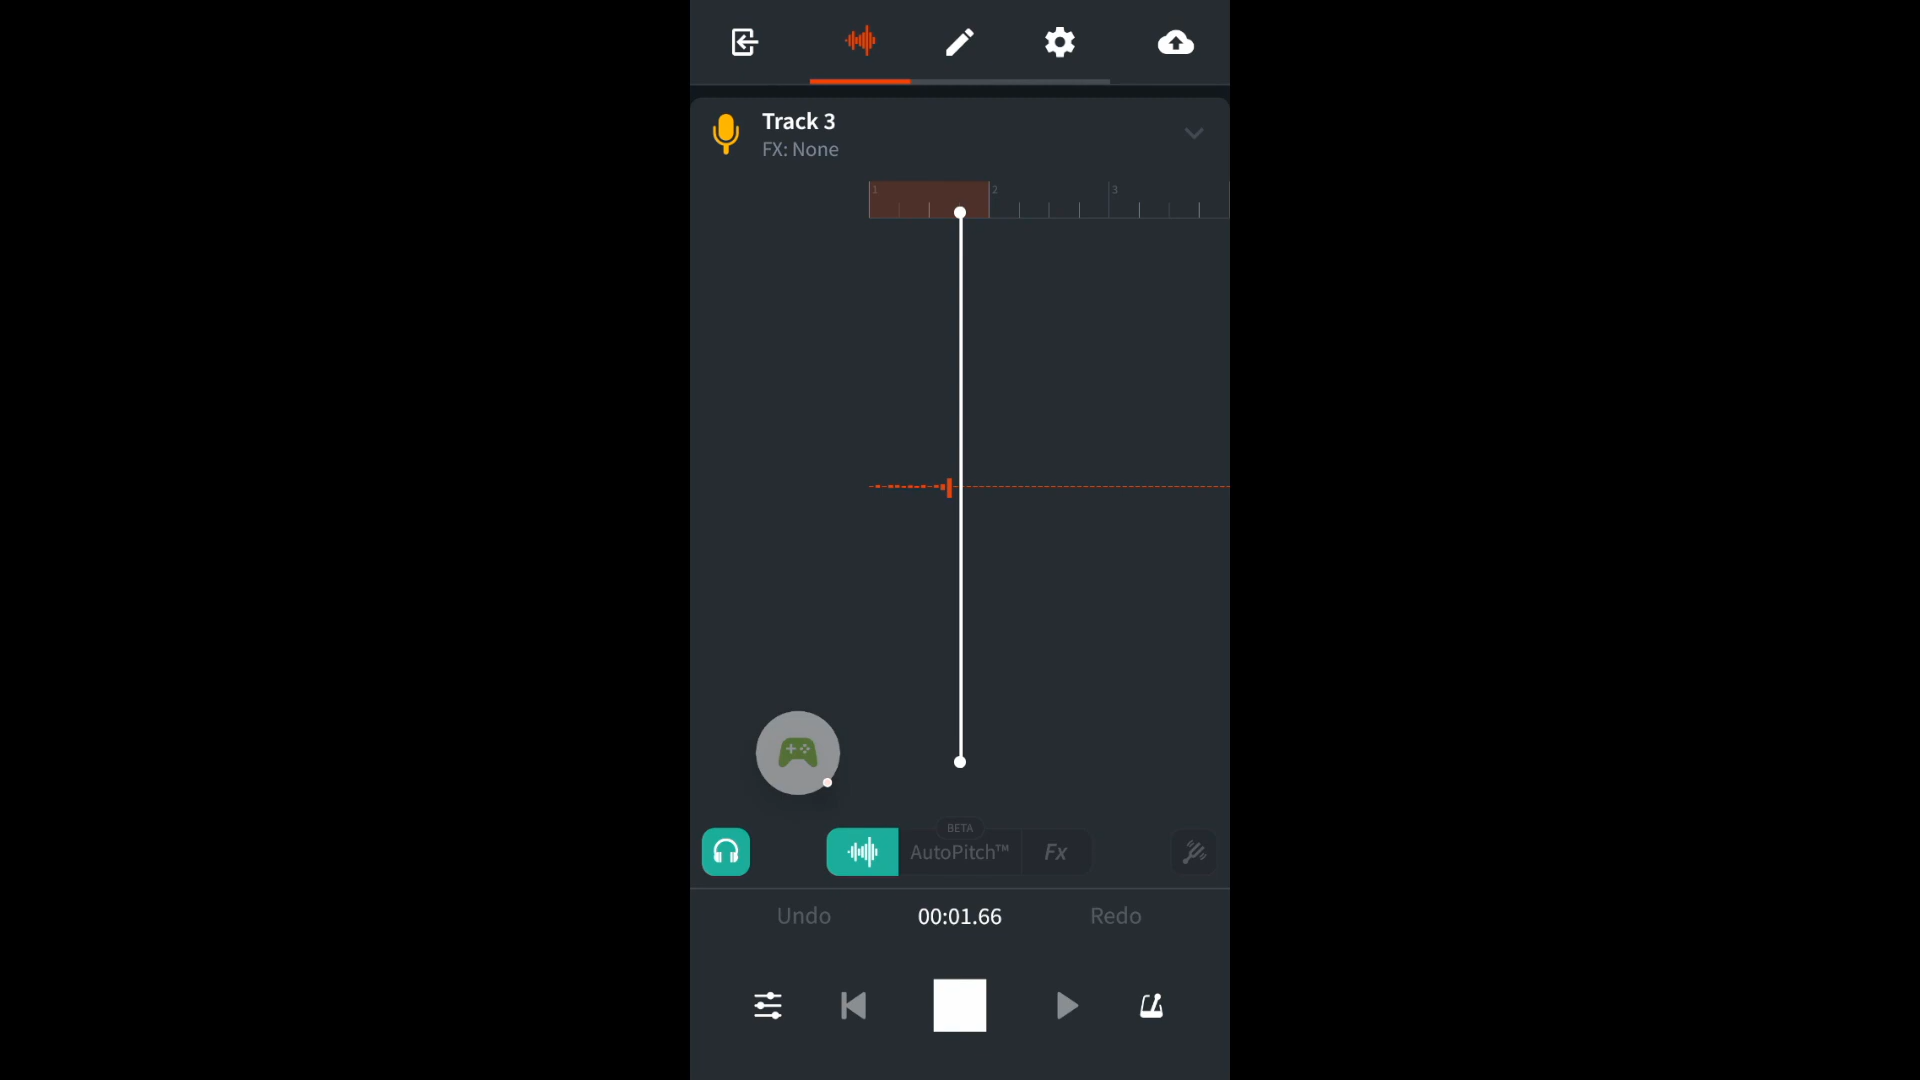 Track 3
FX: None
1 2 3
BETA
AutoPitch™ Fx
Undo 00:01.66 Redo